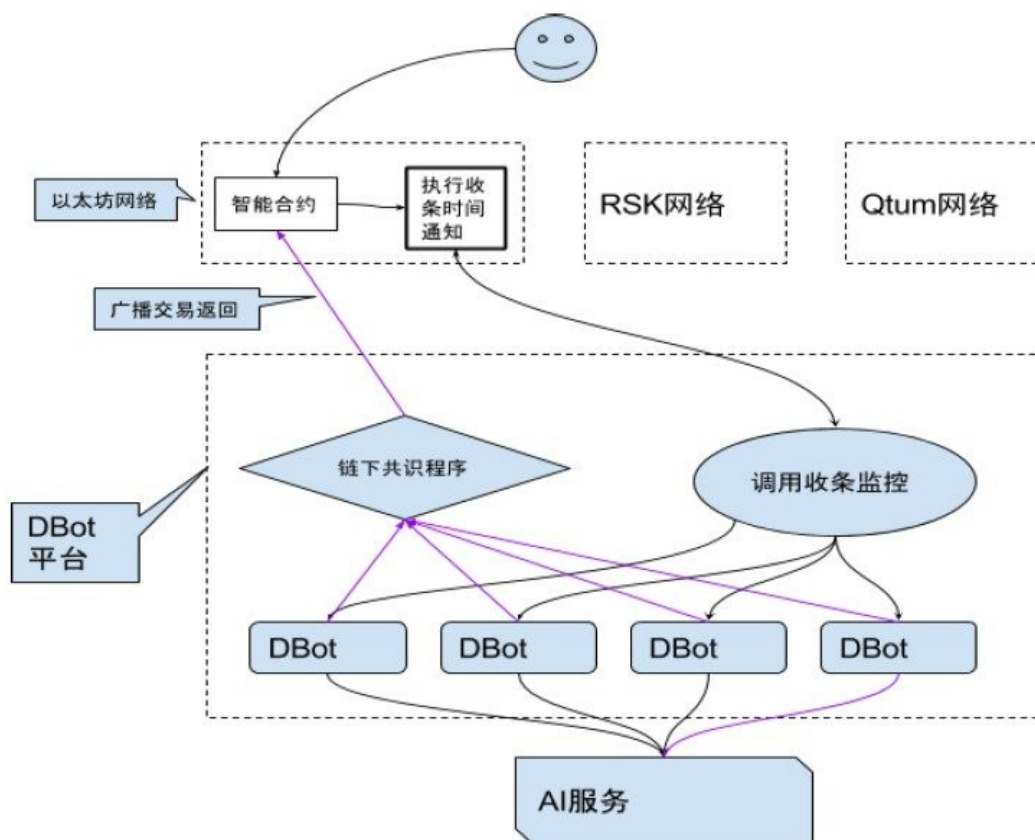 以太坊网络
智能合约
执行收
条时间
通知
RSK网络
Qtum网络
广播交易返回
链下共识程序
调用收条监控
DBot
平台
DBot
DBot
DBot
DBot
AI服务